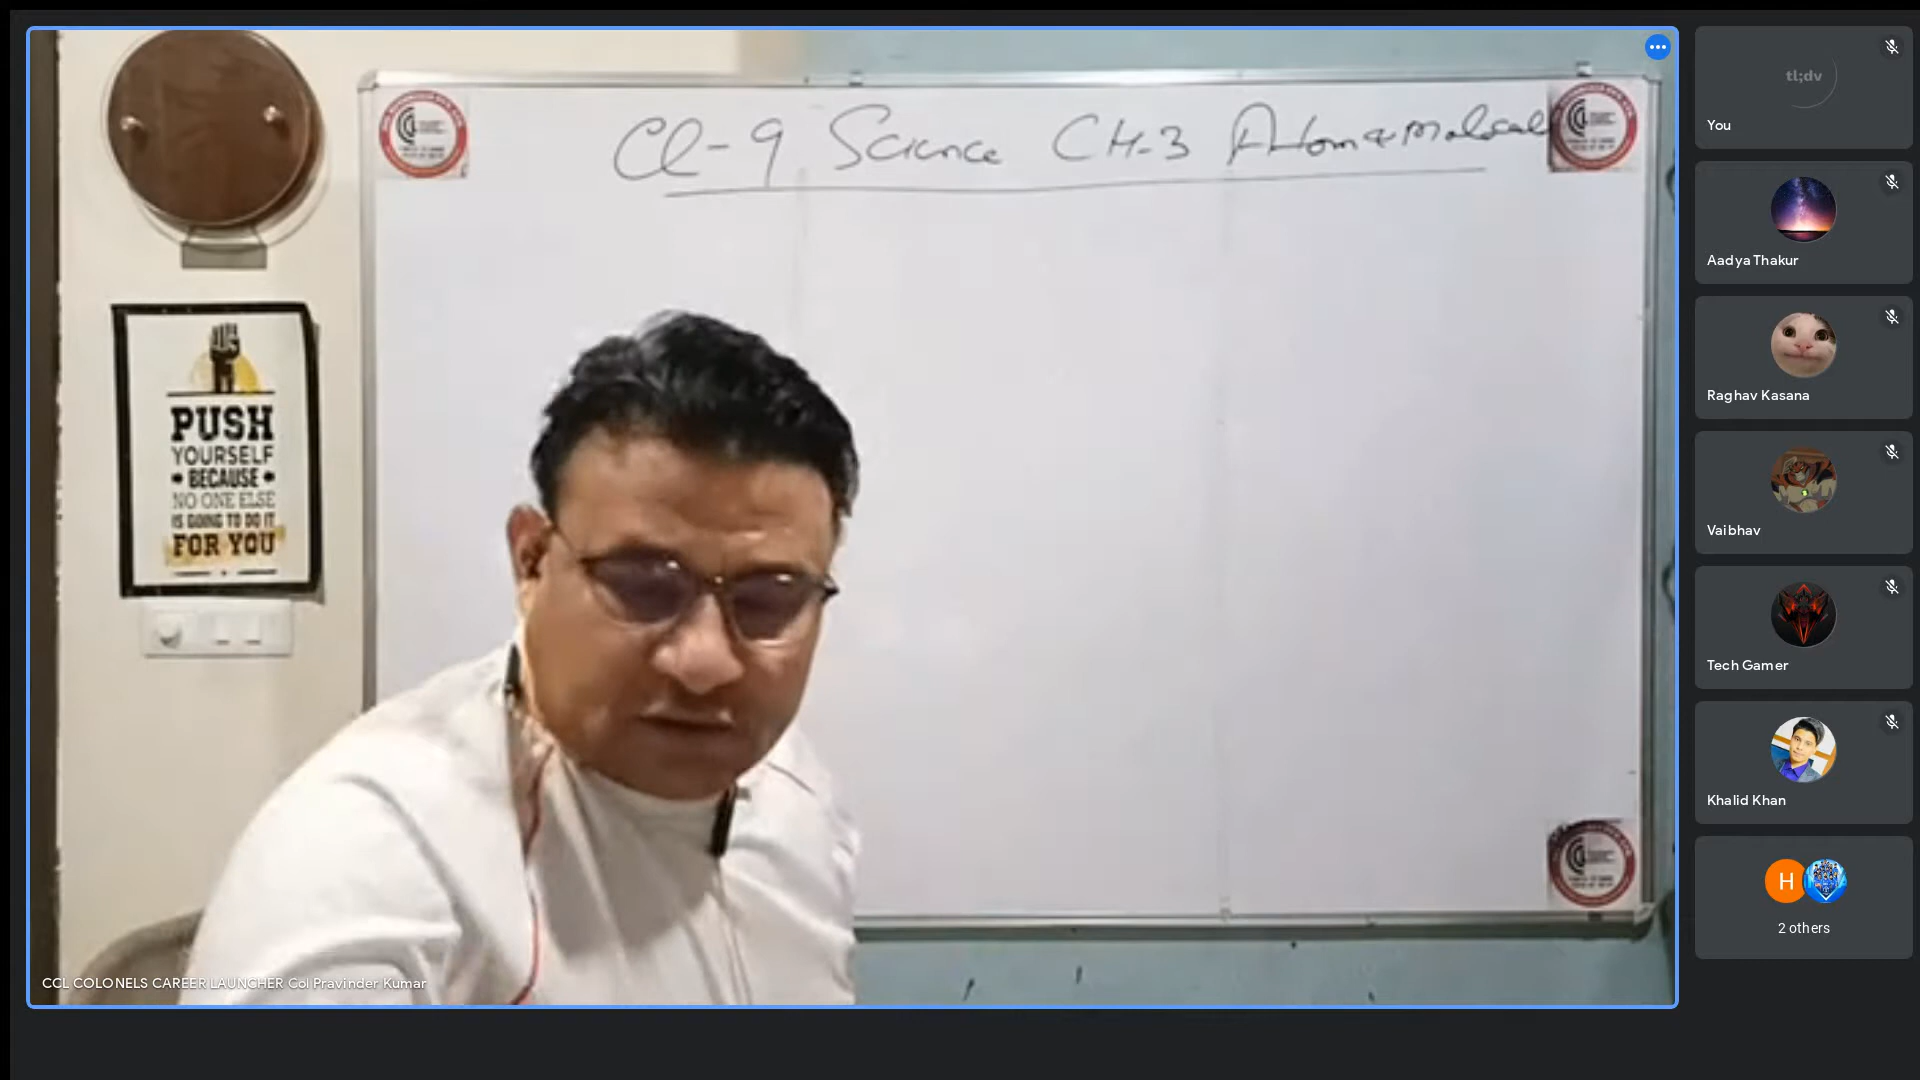 Cl-9 Science CH-3 Atom & Molecule
PUSH
YOURSELF
BECAUSE
NO ONE ELSE
IS GOING TO DO IT
FOR YOU
CCL COLONELS CAREER LAUNCHER Col Pravinder Kumar
tl;dv
You
Aadya Thakur
Raghav Kasana
Vaibhav
Tech Gamer
Khalid Khan
H
2 others